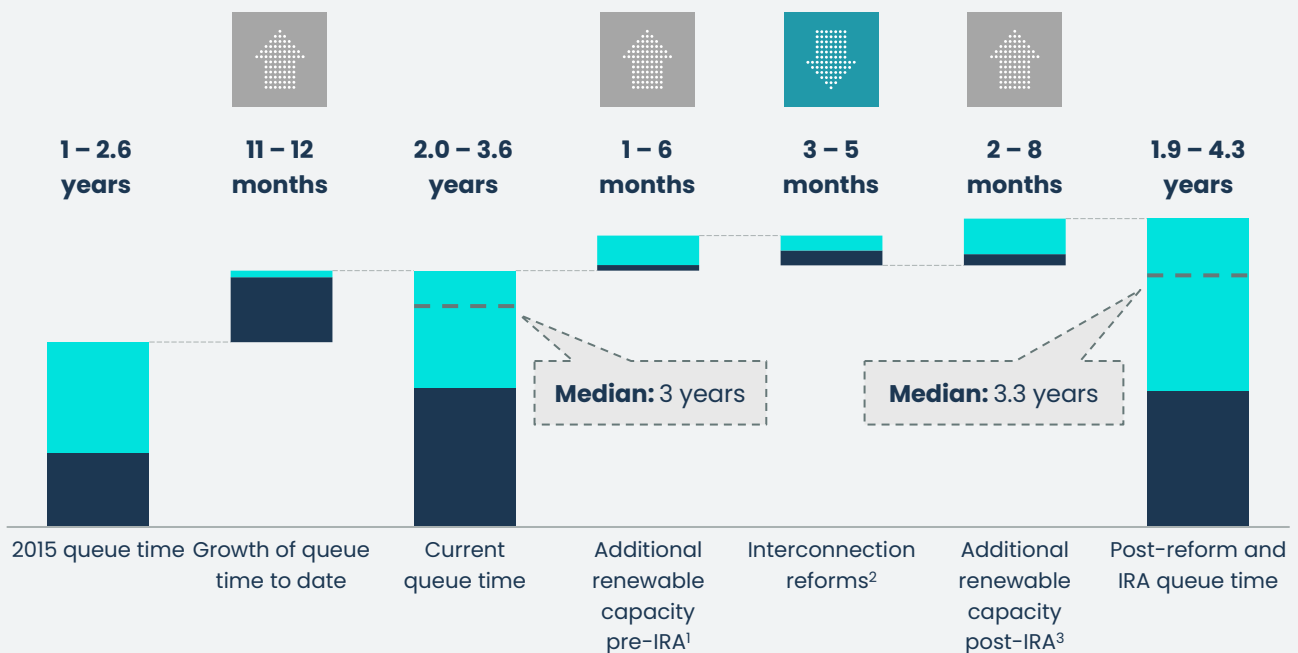 1 – 2.6
years
11 – 12
months
2.0 – 3.6
years
1 – 6
months
3 – 5
months
2 – 8
months
1.9 – 4.3
years
Median: 3 years
Median: 3.3 years
2015 queue time
Growth of queue
time to date
Current
queue time
Additional
renewable
capacity
pre-IRA¹
Interconnection
reforms²
Additional
renewable
capacity
post-IRA³
Post-reform and
IRA queue time